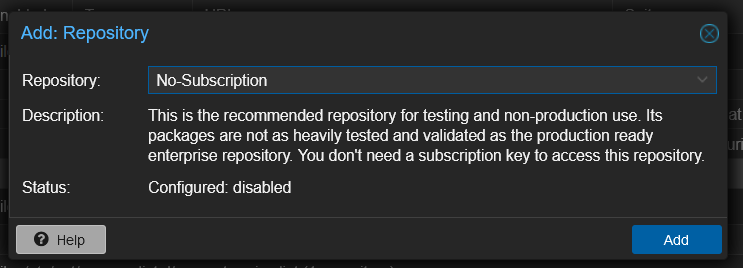 Add: Repository
Repository: No-Subscription
Description: This is the recommended repository for testing and non-production use. Its
packages are not as heavily tested and validated as the production ready
enterprise repository. You don't need a subscription key to access this repository.
Status: Configured: disabled
Help Add